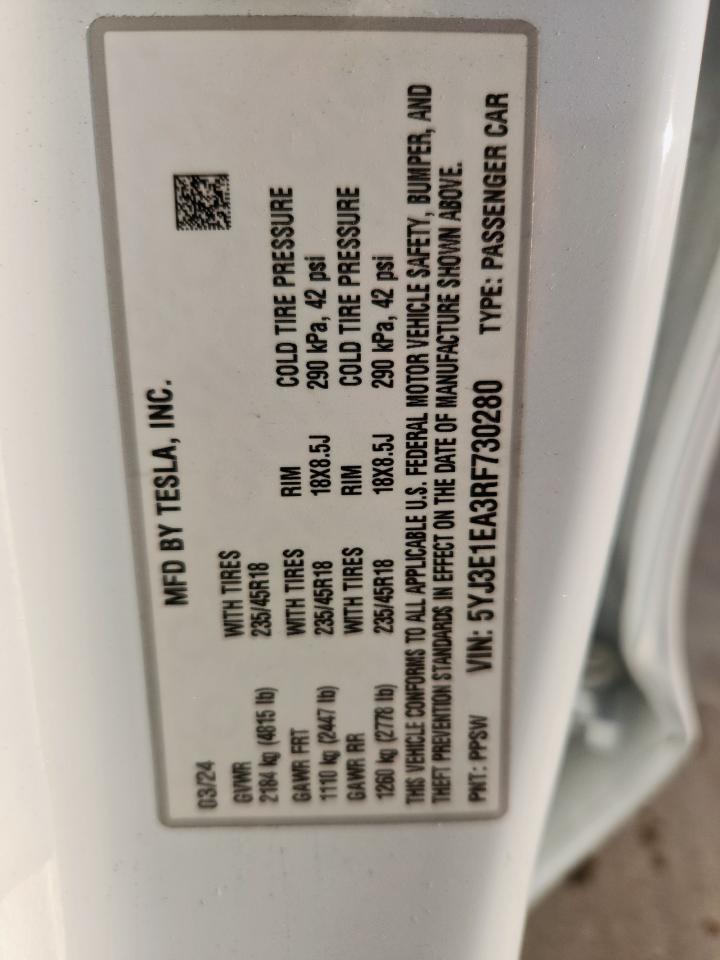 MFD BY TESLA, INC.
03/24
GVWR WITH TIRES
2184 kg (4815 lb) 235/45R18
GAWR FRT WITH TIRES RIM COLD TIRE PRESSURE
1110 kg (2447 lb) 235/45R18 18X8.5J 290 kPa, 42 psi
GAWR RR WITH TIRES RIM COLD TIRE PRESSURE
1260 kg (2778 lb) 235/45R18 18X8.5J 290 kPa, 42 psi
THIS VEHICLE CONFORMS TO ALL APPLICABLE U.S. FEDERAL MOTOR VEHICLE SAFETY, BUMPER, AND
THEFT PREVENTION STANDARDS IN EFFECT ON THE DATE OF MANUFACTURE SHOWN ABOVE.
PNT: PPSW VIN: 5YJ3E1EA3RF730280 TYPE: PASSENGER CAR